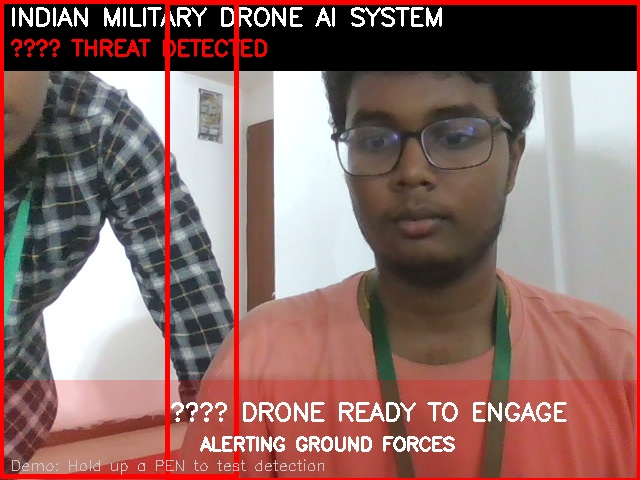 INDIAN MILITARY DRONE AI SYSTEM
???? THREAT DETECTED
???? DRONE READY TO ENGAGE
ALERTING GROUND FORCES
Demo: Hold up a PEN to test detection